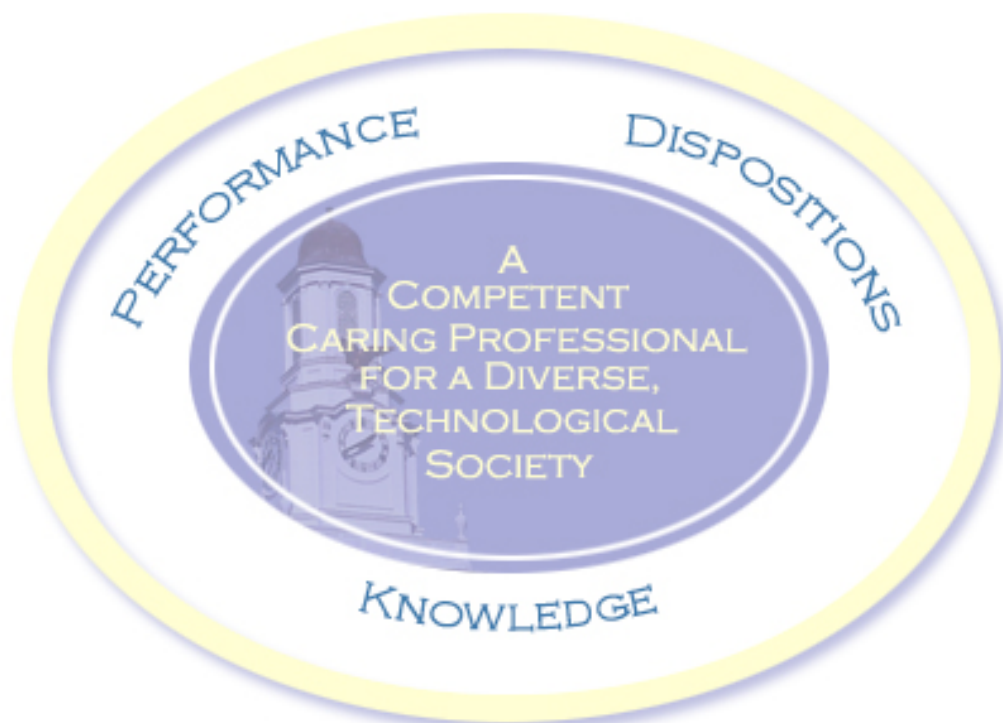 Performance
Dispositions
A
Competent
Caring Professional
for a Diverse,
Technological
Society
Knowledge